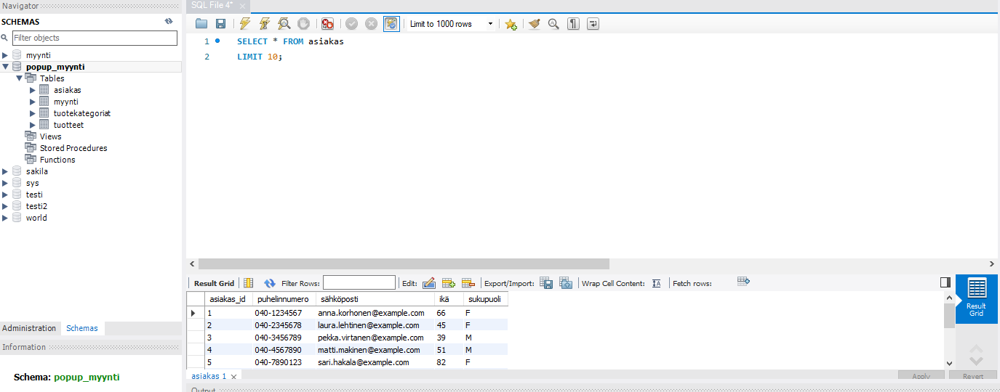 Navigator
SCHEMAS
Filter objects
myynti
popup_myynti
Tables
asiakas
myynti
tuotekategoriat
tuotteet
Views
Stored Procedures
Functions
sakila
sys
testi
testi2
world
Administration Schemas
Information
Schema: popup_myynti
SQL File 4*
Limit to 1000 rows
1 SELECT * FROM asiakas
2 LIMIT 10;
Result Grid Filter Rows: Edit: Export/Import: Wrap Cell Content: Fetch rows:
asiakas_id puhelinnumero sähköposti ikä sukupuoli
1 040-1234567 anna.korhonen@example.com 66 F
2 040-2345678 laura.lehtinen@example.com 45 F
3 040-3456789 pekka.virtanen@example.com 39 M
4 040-4567890 matti.makinen@example.com 51 M
5 040-7890123 sari.hakala@example.com 82 F
Result
Grid
asiakas 1
Apply Revert
Output